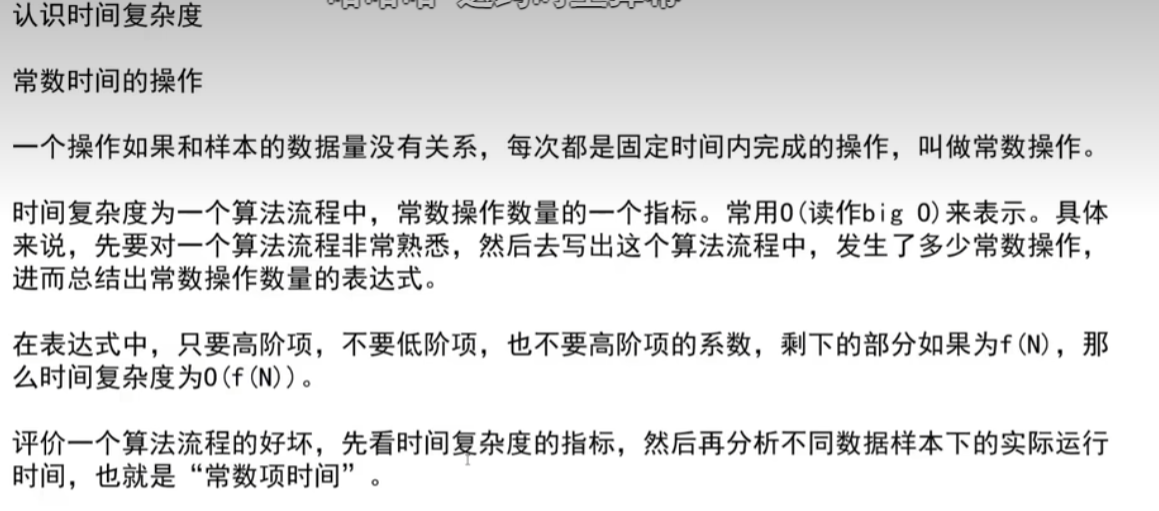 认识时间复杂度
常数时间的操作
一个操作如果和样本的数据量没有关系，每次都是固定时间内完成的操作，叫做常数操作。
时间复杂度为一个算法流程中，常数操作数量的一个指标。常用O(读作big O)来表示。具体
来说，先要对一个算法流程非常熟悉，然后去写出这个算法流程中，发生了多少常数操作，
进而总结出常数操作数量的表达式。
在表达式中，只要高阶项，不要低阶项，也不要高阶项的系数，剩下的部分如果为f(N)，那
么时间复杂度为O(f(N))。
评价一个算法流程的好坏，先看时间复杂度的指标，然后再分析不同数据样本下的实际运行
时间，也就是“常数项时间”。